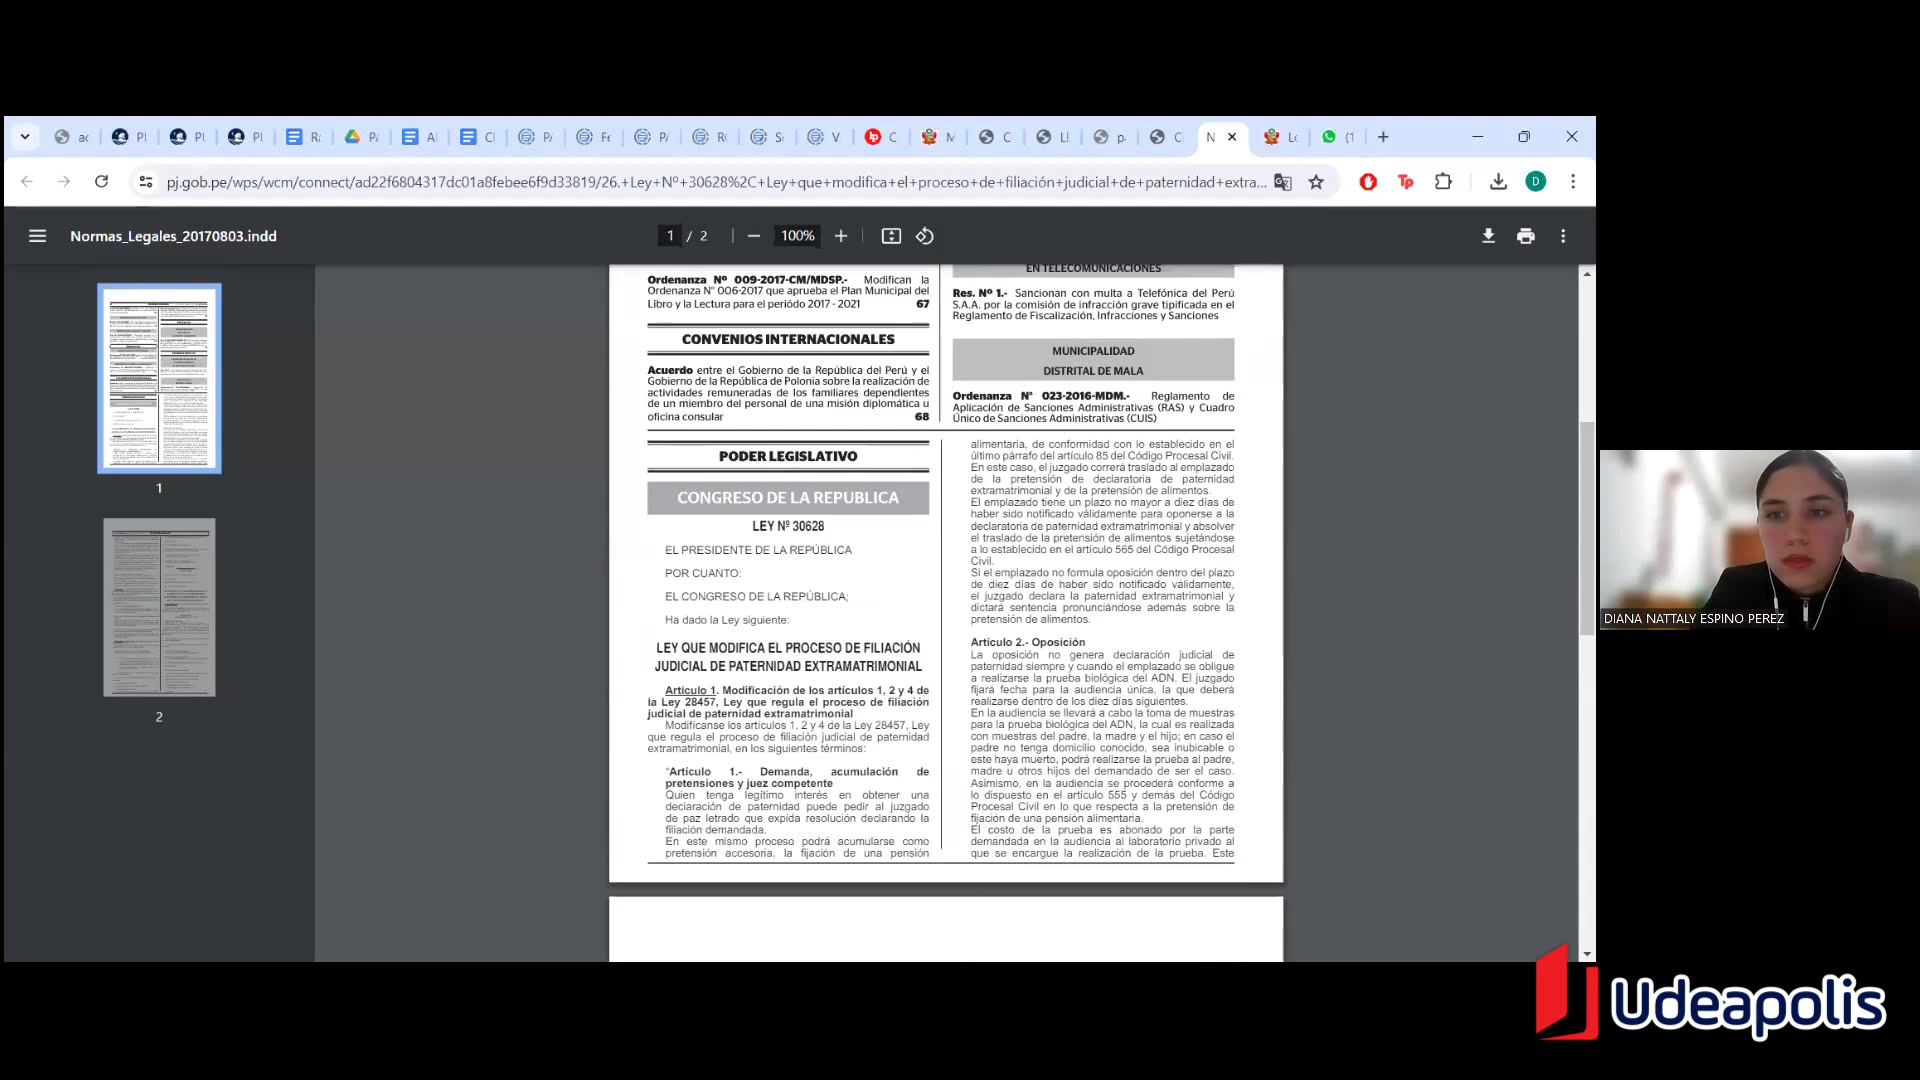 ac
Pl
Pl
Pl
Ra
Pa
Al
Cl
PA
Fe
PA
R(
Si
V
C
M
C
Ll
p.
C
N
Le
(1
pj.gob.pe/wps/wcm/connect/ad22f6804317dc01a8febee6f9d33819/26.+Ley+Nº+30628%2C+Ley+que+modifica+el+proceso+de+filiación+judicial+de+paternidad+extra...
D
Normas_Legales_20170803.indd
1 / 2
100%
1
2
Ordenanza Nº 009-2017-CM/MDSP.- Modifican la
Ordenanza N° 006-2017 que aprueba el Plan Municipal del
Libro y la Lectura para el periódo 2017 - 2021 67
CONVENIOS INTERNACIONALES
Acuerdo entre el Gobierno de la República del Perú y el
Gobierno de la República de Polonia sobre la realización de
actividades remuneradas de los familiares dependientes
de un miembro del personal de una misión diplomática u
oficina consular 68
EN TELECOMUNICACIONES
Res. Nº 1.- Sancionan con multa a Telefónica del Perú
S.A.A. por la comisión de infracción grave tipificada en el
Reglamento de Fiscalización, Infracciones y Sanciones
MUNICIPALIDAD
DISTRITAL DE MALA
Ordenanza N° 023-2016-MDM.- Reglamento de
Aplicación de Sanciones Administrativas (RAS) y Cuadro
Único de Sanciones Administrativas (CUIS)
PODER LEGISLATIVO
CONGRESO DE LA REPUBLICA
LEY Nº 30628
EL PRESIDENTE DE LA REPÚBLICA
POR CUANTO:
EL CONGRESO DE LA REPÚBLICA;
Ha dado la Ley siguiente:
LEY QUE MODIFICA EL PROCESO DE FILIACIÓN
JUDICIAL DE PATERNIDAD EXTRAMATRIMONIAL
Artículo 1. Modificación de los artículos 1, 2 y 4 de
la Ley 28457, Ley que regula el proceso de filiación
judicial de paternidad extramatrimonial
Modifícanse los artículos 1, 2 y 4 de la Ley 28457, Ley
que regula el proceso de filiación judicial de paternidad
extramatrimonial, en los siguientes términos:
"Artículo 1.- Demanda, acumulación de
pretensiones y juez competente
Quien tenga legítimo interés en obtener una
declaración de paternidad puede pedir al juzgado
de paz letrado que expida resolución declarando la
filiación demandada.
En este mismo proceso podrá acumularse como
pretensión accesoria, la fijación de una pensión
alimentaria, de conformidad con lo establecido en el
último párrafo del artículo 85 del Código Procesal Civil.
En este caso, el juzgado correrá traslado al emplazado
de la pretensión de declaratoria de paternidad
extramatrimonial y de la pretensión de alimentos.
El emplazado tiene un plazo no mayor a diez días de
haber sido notificado válidamente para oponerse a la
declaratoria de paternidad extramatrimonial y absolver
el traslado de la pretensión de alimentos sujetándose
a lo establecido en el artículo 565 del Código Procesal
Civil.
Si el emplazado no formula oposición dentro del plazo
de diez días de haber sido notificado válidamente,
el juzgado declara la paternidad extramatrimonial y
dictará sentencia pronunciándose además sobre la
pretensión de alimentos.
Artículo 2.- Oposición
La oposición no genera declaración judicial de
paternidad siempre y cuando el emplazado se obligue
a realizarse la prueba biológica del ADN. El juzgado
fijará fecha para la audiencia única, la que deberá
realizarse dentro de los diez días siguientes.
En la audiencia se llevará a cabo la toma de muestras
para la prueba biológica del ADN, la cual es realizada
con muestras del padre, la madre y el hijo; en caso el
padre no tenga domicilio conocido, sea inubicable o
este haya muerto, podrá realizarse la prueba al padre,
madre u otros hijos del demandado de ser el caso.
Asimismo, en la audiencia se procederá conforme a
lo dispuesto en el artículo 555 y demás del Código
Procesal Civil en lo que respecta a la pretensión de
fijación de una pensión alimentaria.
El costo de la prueba es abonado por la parte
demandada en la audiencia al laboratorio privado al
que se encargue la realización de la prueba. Este
DIANA NATTALY ESPINO PEREZ
Udeapolis